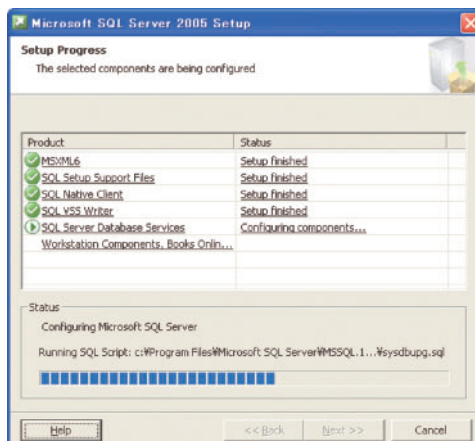 Microsoft SQL Server 2005 Setup
Setup Progress
The selected components are being configured
Product Status
MSXML6 Setup finished
SQL Setup Support Files Setup finished
SQL Native Client Setup finished
SQL VSS Writer Setup finished
SQL Server Database Services Configuring components...
Workstation Components, Books Onlin...
Status
Configuring Microsoft SQL Server
Running SQL Script: c:¥Program Files¥Microsoft SQL Server¥MSSQL.1...¥sysdbupg.sql
Help << Back Next >> Cancel